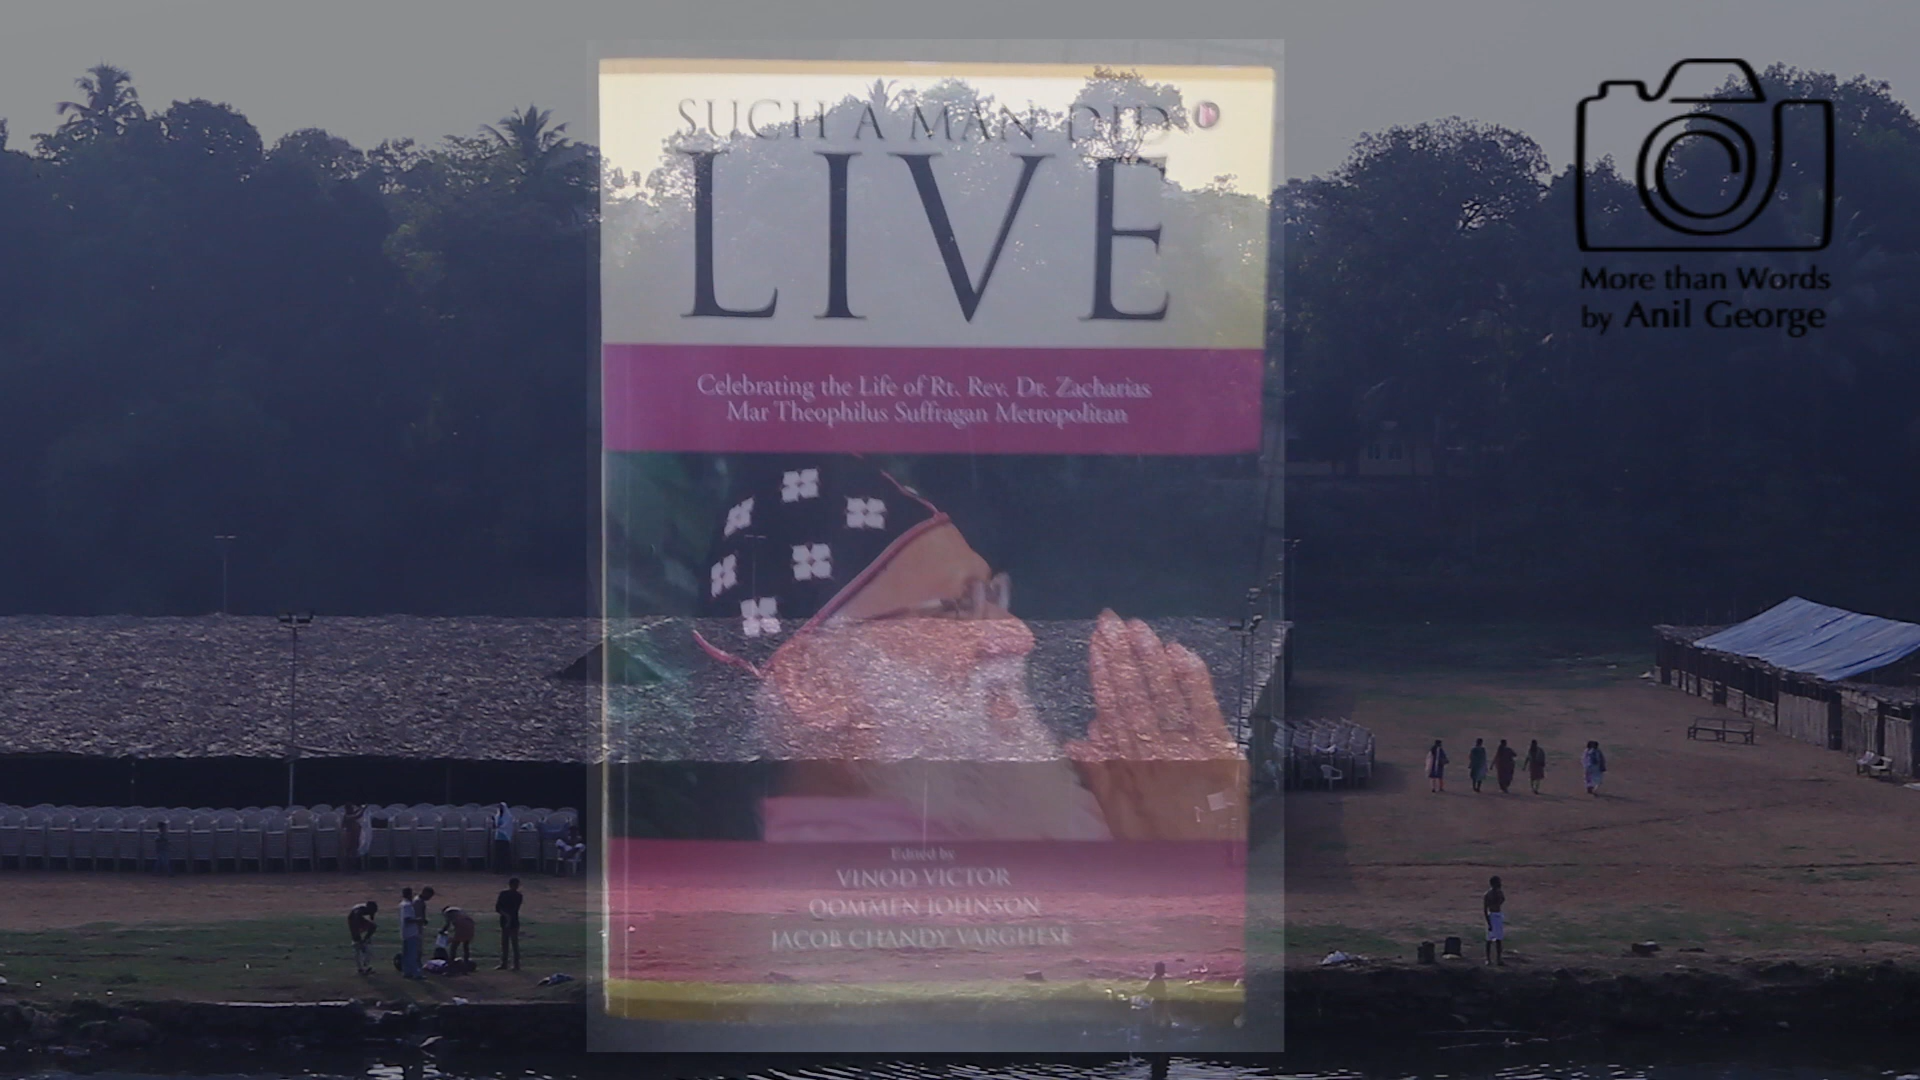 SUCH A MAN DID
LIVE
Celebrating the Life of Rt. Rev. Dr. Zacharias
Mar Theophilus Suffragan Metropolitan
Edited by
VINOD VICTOR
OOMMEN JOHNSON
JACOB CHANDY VARGHESE
More than Words
by Anil George